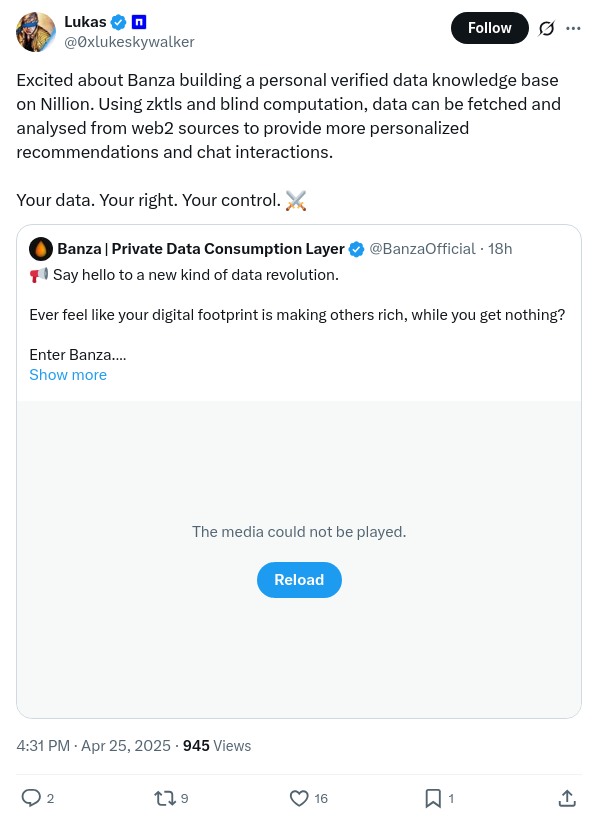 Lukas
@0xlukeskywalker
Follow
Excited about Banza building a personal verified data knowledge base
on Nillion. Using zktls and blind computation, data can be fetched and
analysed from web2 sources to provide more personalized
recommendations and chat interactions.
Your data. Your right. Your control. ⚔️
Banza | Private Data Consumption Layer @BanzaOfficial · 18h
📢 Say hello to a new kind of data revolution.
Ever feel like your digital footprint is making others rich, while you get nothing?
Enter Banza....
Show more
The media could not be played.
Reload
4:31 PM · Apr 25, 2025 · 945 Views
2 9 16 1